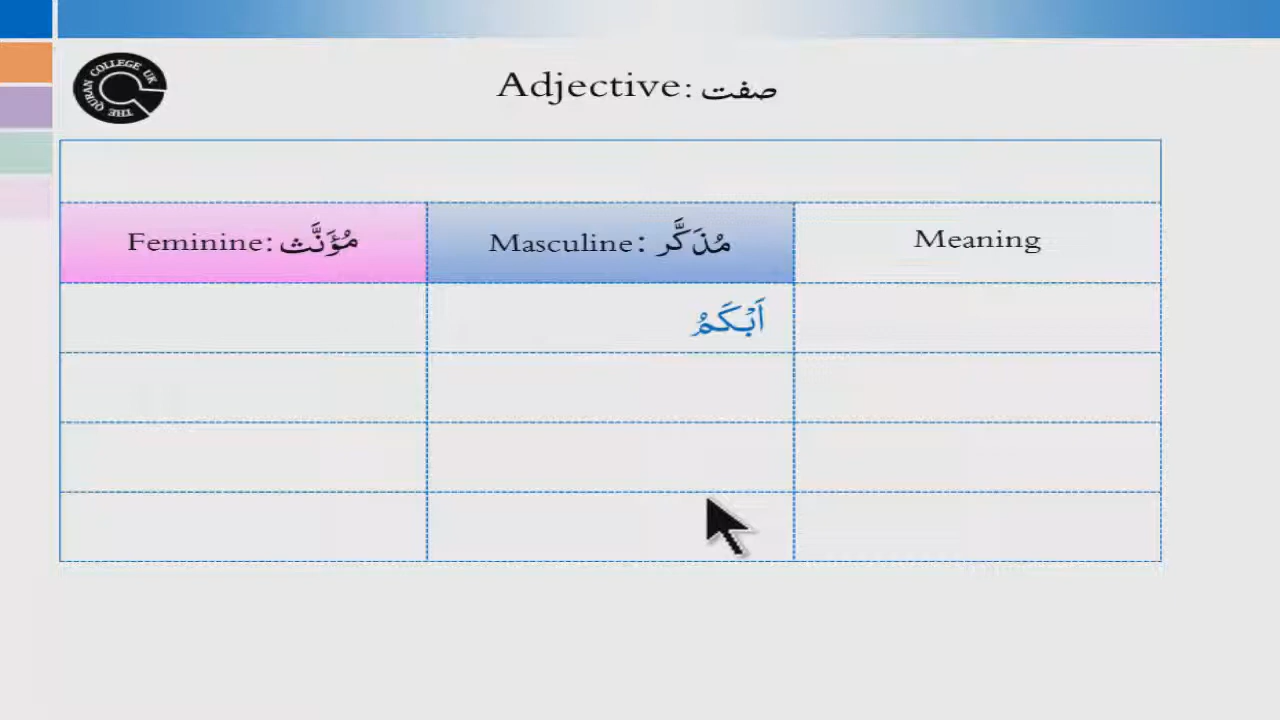 THE QURAN COLLEGE UK
Adjective: صفت
Feminine: مُؤَنَّث
Masculine: مُذَكَّر
Meaning
اَبْكَمُ